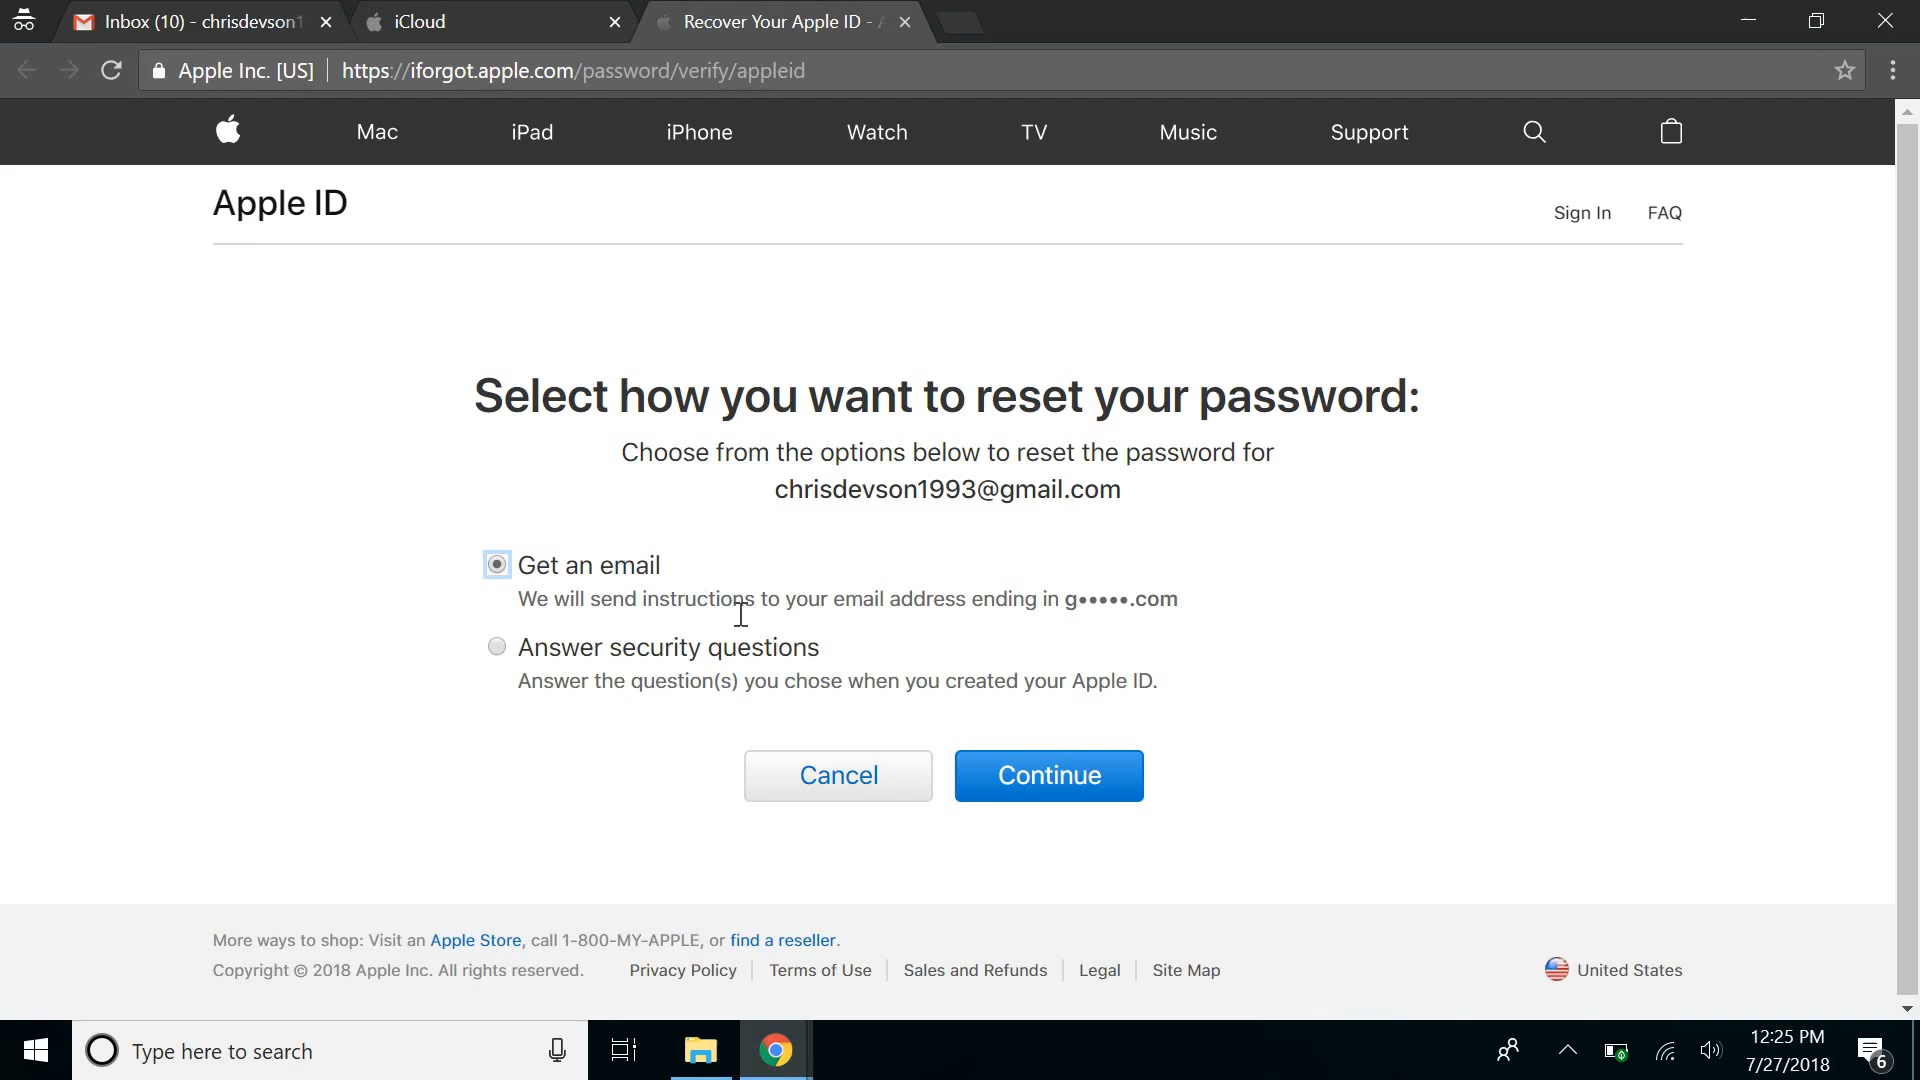 Inbox (10) - chrisdevson1
iCloud
Recover Your Apple ID -
Apple Inc. [US]
https://iforgot.apple.com/password/verify/appleid
Mac
iPad
iPhone
Watch
TV
Music
Support
Apple ID
Sign In
FAQ
Select how you want to reset your password:
Choose from the options below to reset the password for
chrisdevson1993@gmail.com
Get an email
We will send instructions to your email address ending in g•••••.com
Answer security questions
Answer the question(s) you chose when you created your Apple ID.
Cancel
Continue
More ways to shop: Visit an Apple Store, call 1-800-MY-APPLE, or find a reseller.
Copyright © 2018 Apple Inc. All rights reserved.
Privacy Policy
Terms of Use
Sales and Refunds
Legal
Site Map
United States
Type here to search
12:25 PM
7/27/2018
6